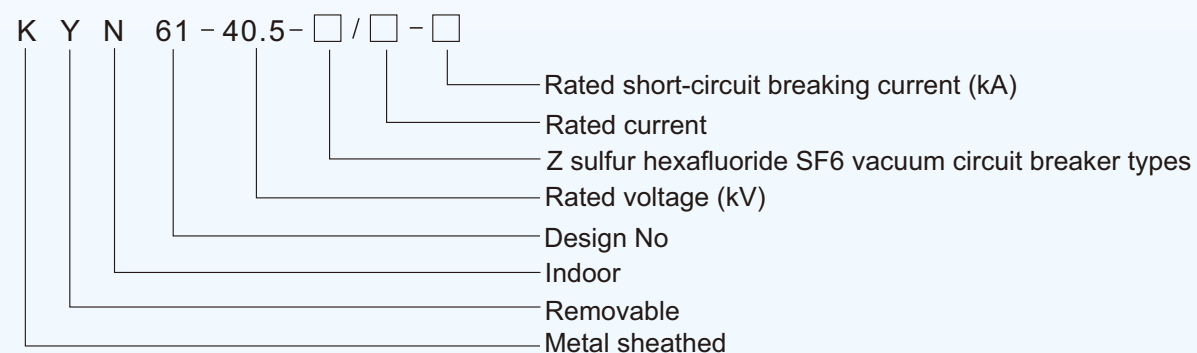 K Y N 61 - 40.5 - □ / □ - □
Rated short-circuit breaking current (kA)
Rated current
Z sulfur hexafluoride SF6 vacuum circuit breaker types
Rated voltage (kV)
Design No
Indoor
Removable
Metal sheathed